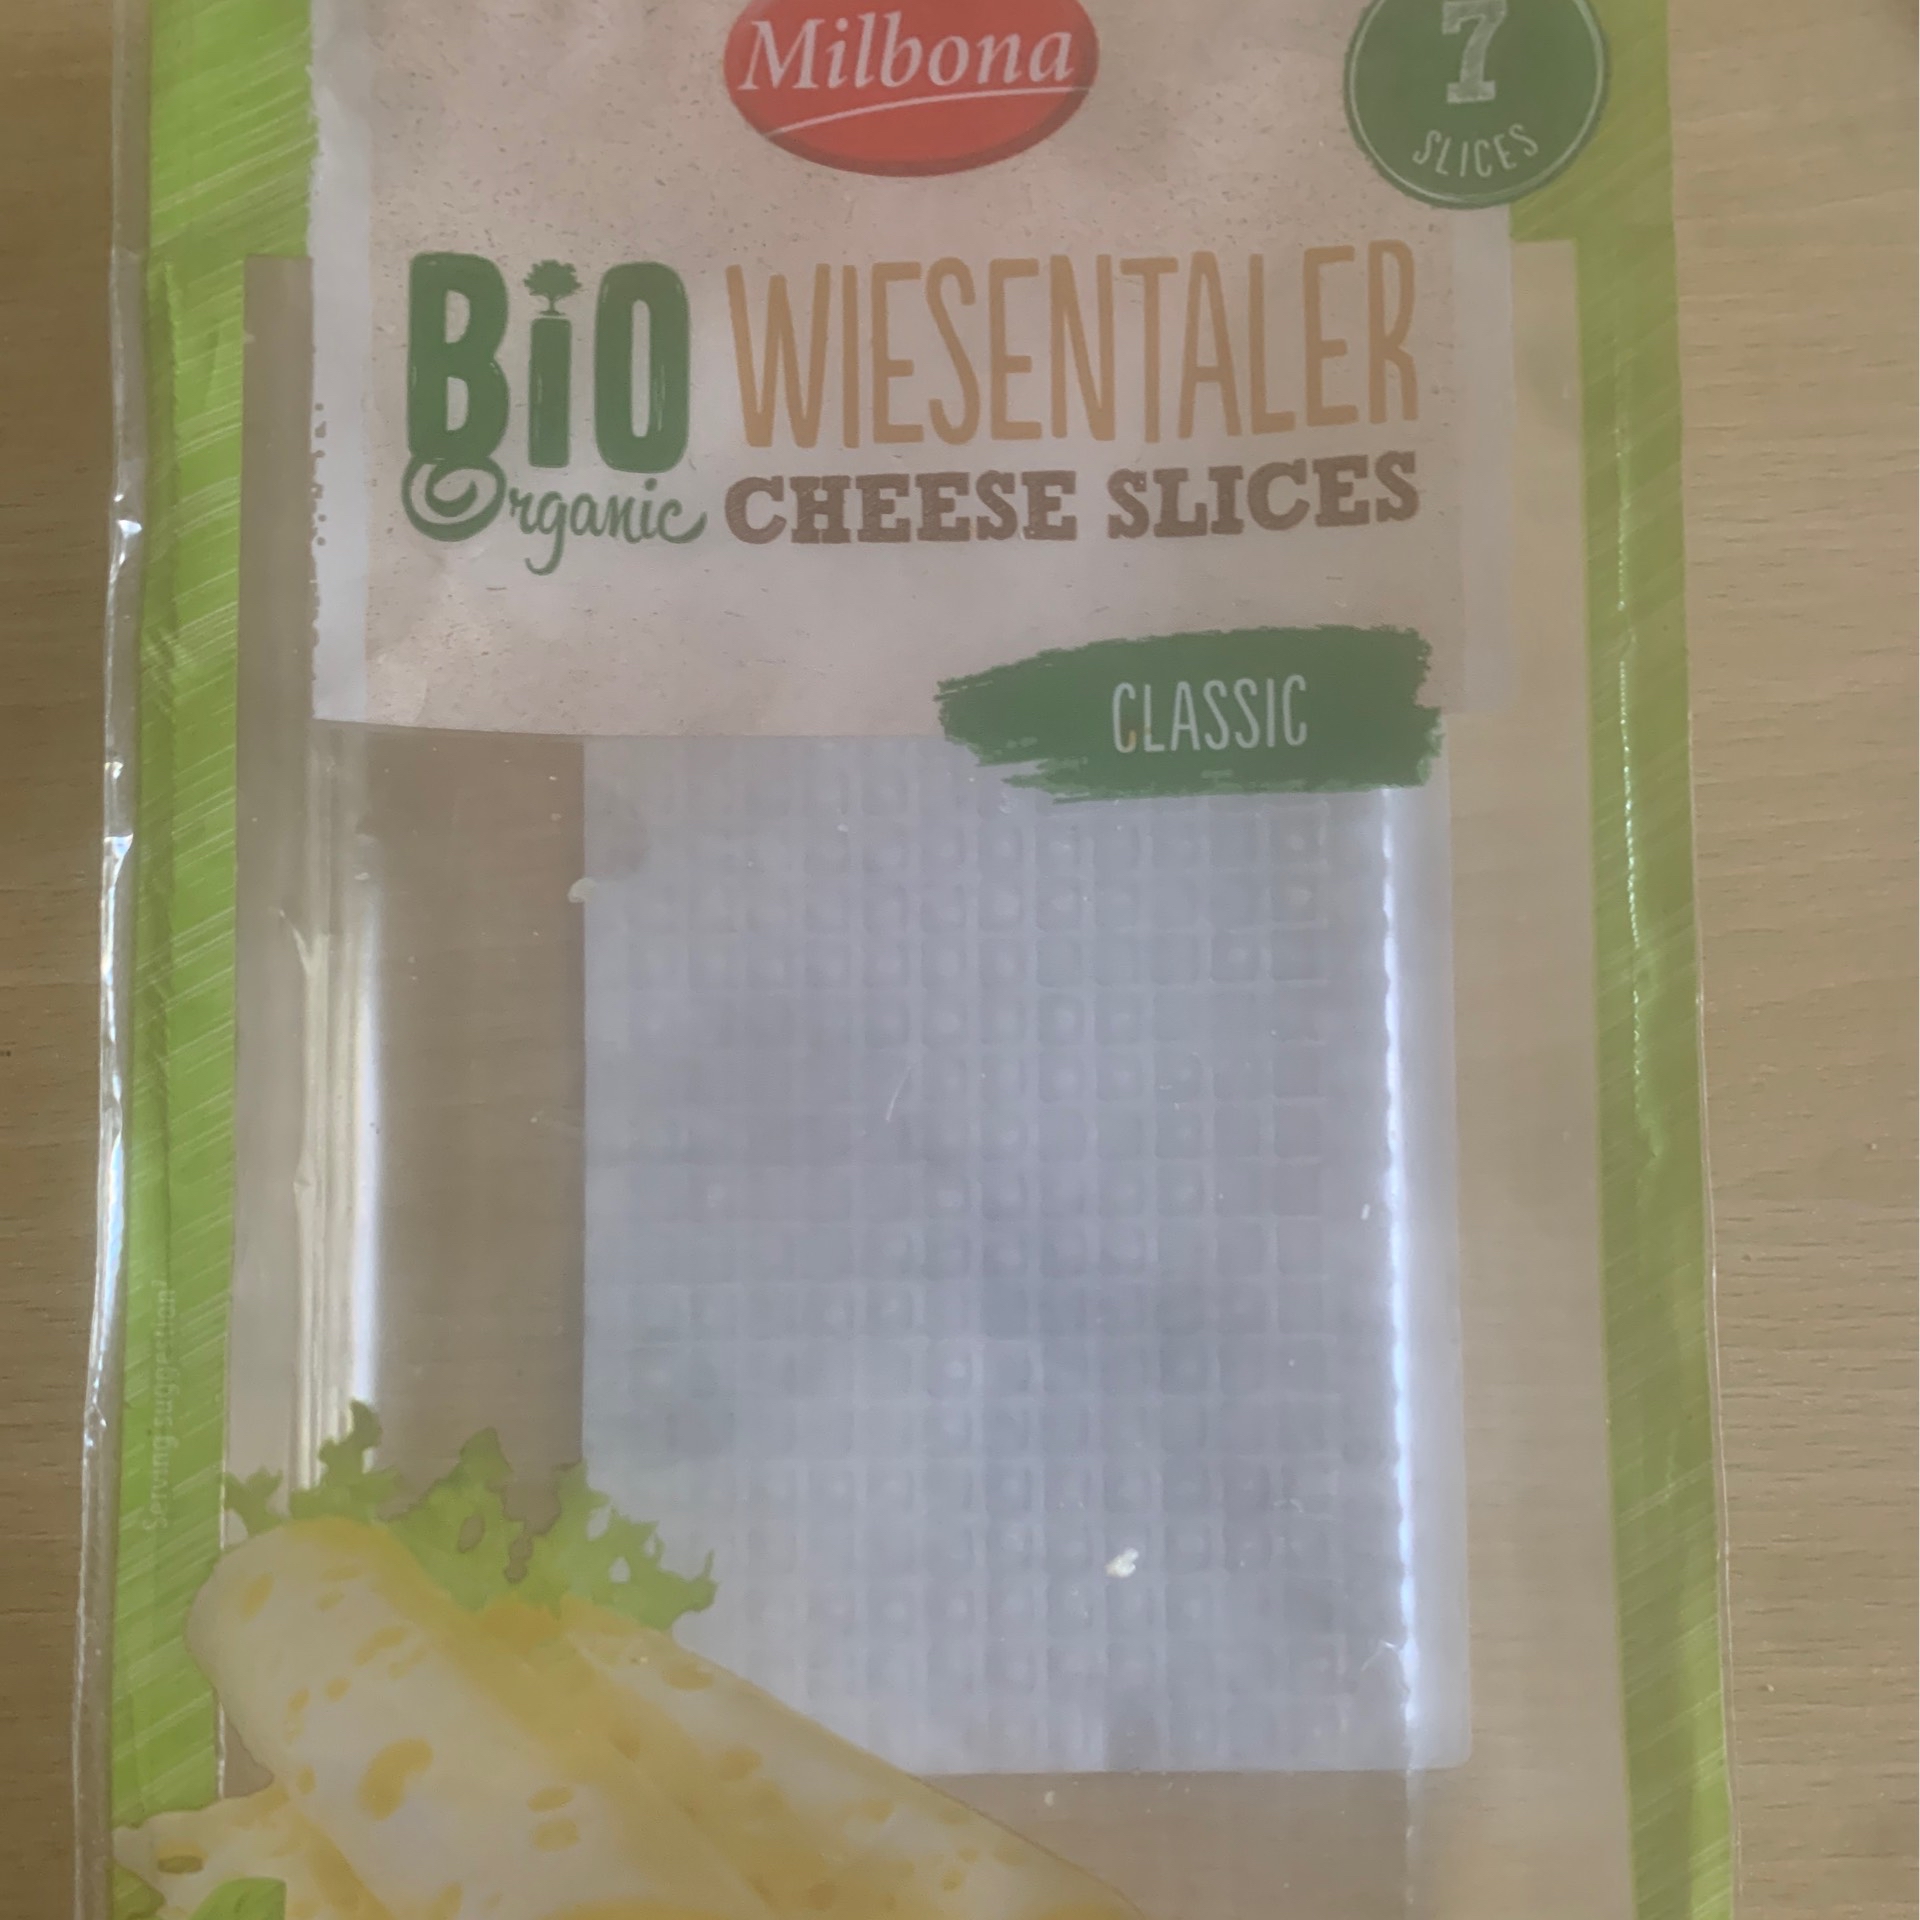 Milbona
7
SLICES
BiO WIESENTALER
Organic CHEESE SLICES
CLASSIC
Serving suggestion